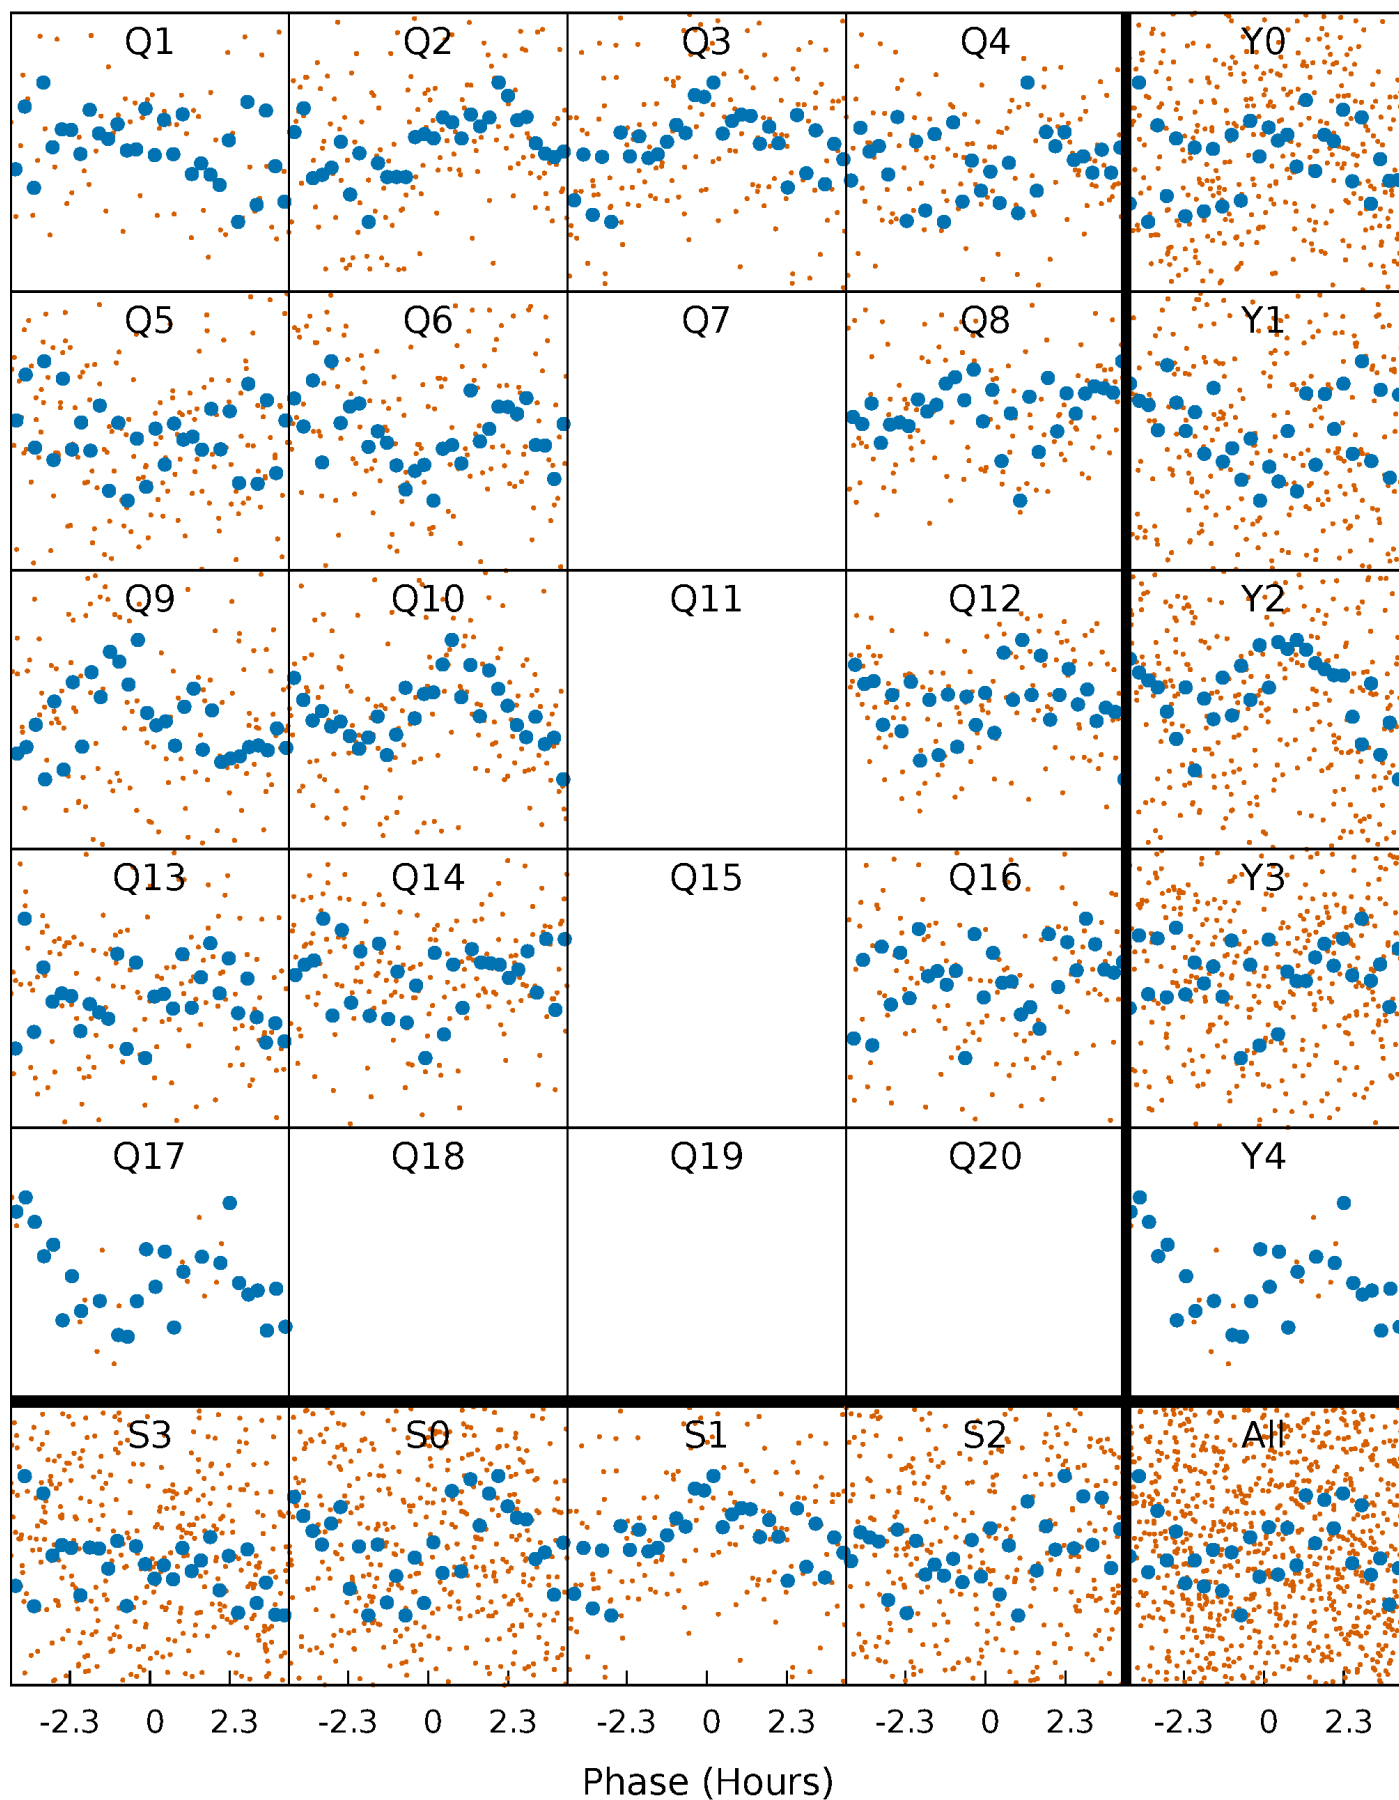 Q1 Q2 Q3 Q4 Y0
Q5 Q6 Q7 Q8 Y1
Q9 Q10 Q11 Q12 Y2
Q13 Q14 Q15 Q16 Y3
Q17 Q18 Q19 Q20 Y4
S3 S0 S1 S2 All
-2.3 0 2.3 -2.3 0 2.3 -2.3 0 2.3 -2.3 0 2.3 -2.3 0 2.3
Phase (Hours)